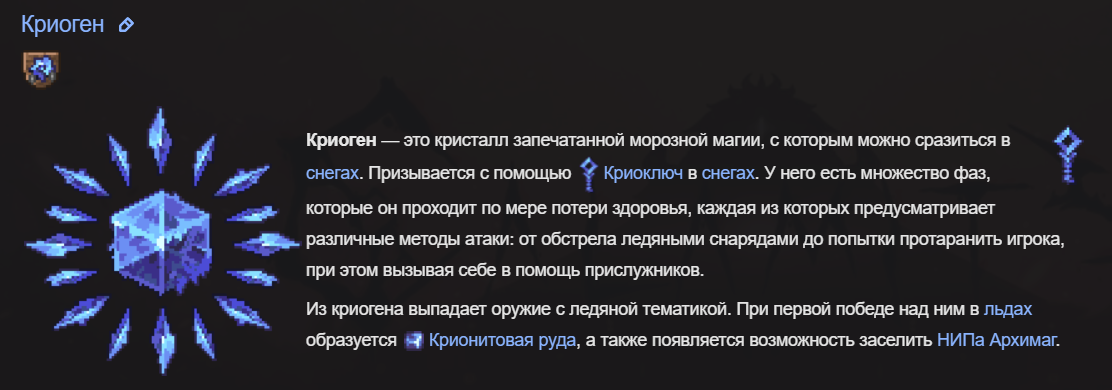 Криоген
Криоген — это кристалл запечатанной морозной магии, с которым можно сразиться в
снегах. Призывается с помощью Криоключ в снегах. У него есть множество фаз,
которые он проходит по мере потери здоровья, каждая из которых предусматривает
различные методы атаки: от обстрела ледяными снарядами до попытки протаранить игрока,
при этом вызывая себе в помощь прислужников.
Из криогена выпадает оружие с ледяной тематикой. При первой победе над ним в льдах
образуется Крионитовая руда, а также появляется возможность заселить НИПа Архимаг.